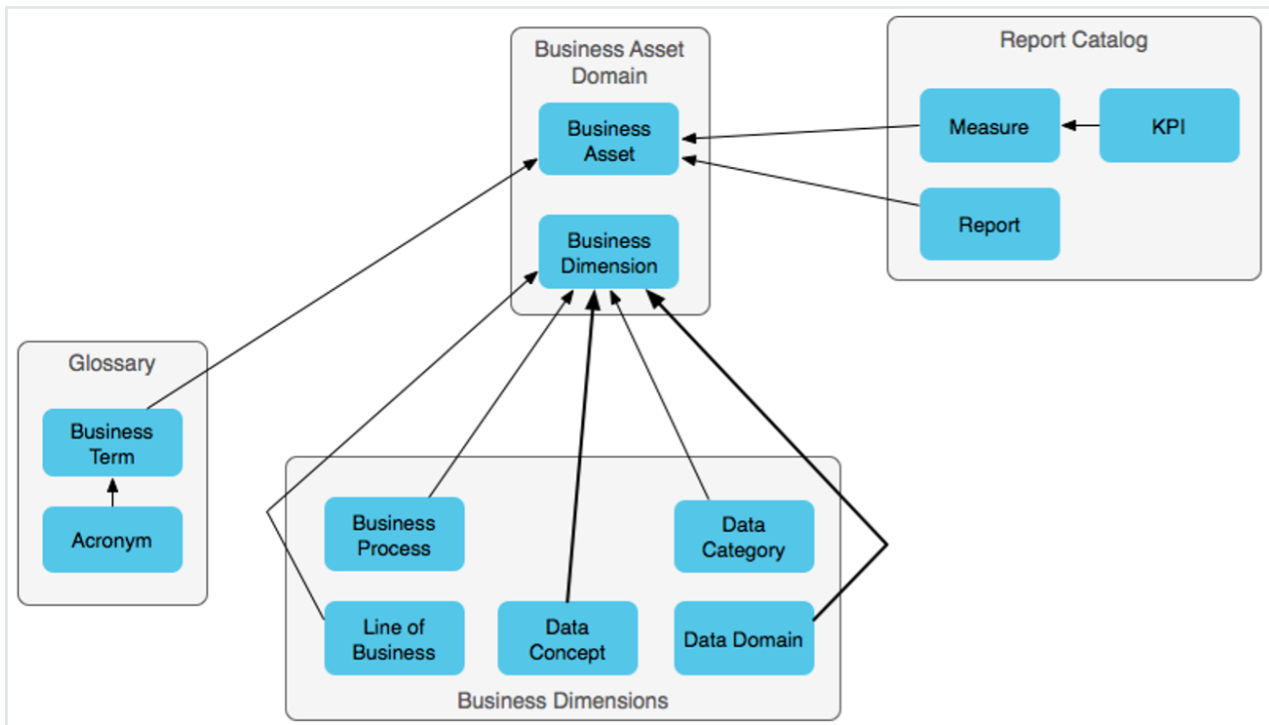 Business Asset
Domain
Business
Asset
Business
Dimension
Report Catalog
Measure
KPI
Report
Glossary
Business
Term
Acronym
Business
Process
Data
Category
Line of
Business
Data
Concept
Data Domain
Business Dimensions